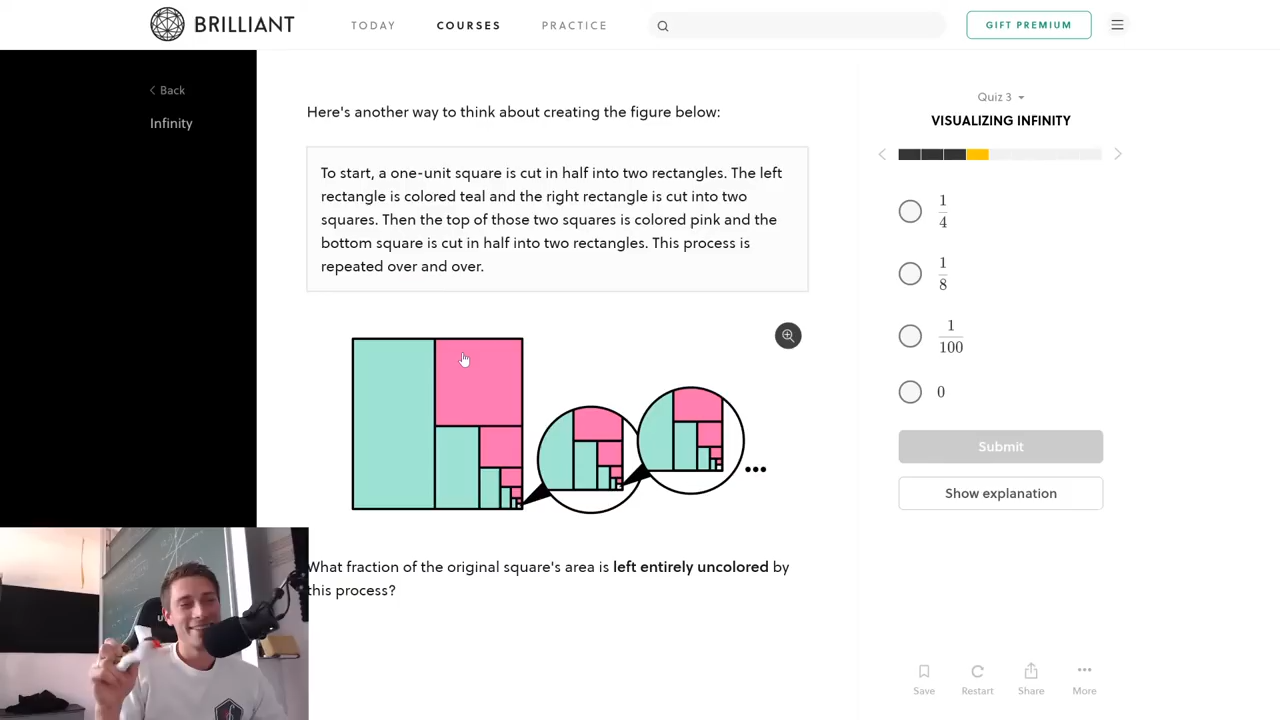 BRILLIANT
TODAY
COURSES
PRACTICE
GIFT PREMIUM
Back
Infinity
Here's another way to think about creating the figure below:
To start, a one-unit square is cut in half into two rectangles. The left
rectangle is colored teal and the right rectangle is cut into two
squares. Then the top of those two squares is colored pink and the
bottom square is cut in half into two rectangles. This process is
repeated over and over.
What fraction of the original square's area is left entirely uncolored by
this process?
Quiz 3
VISUALIZING INFINITY
1
4
1
8
1
100
0
Submit
Show explanation
Save
Restart
Share
More